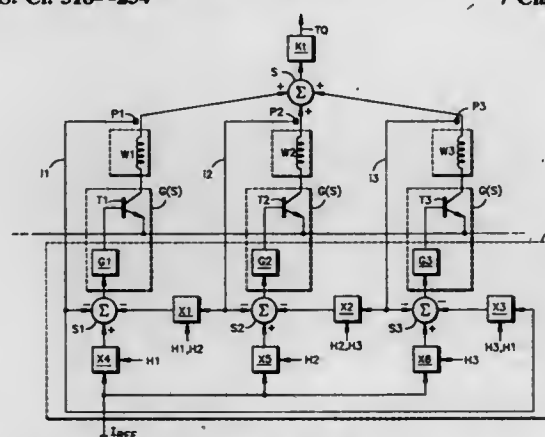 TQ
Kt
S Σ
+ + +
P1 P2 P3
W1 W2 W3
I1 I2 I3
G(S) G(S) G(S)
T1 T2 T3
G1 G2 G3
Σ Σ Σ
S1 S2 S3
X1 X2 X3
H1,H2 H2,H3 H3,H1
X4 H1 X5 H2 X6 H3
IREF